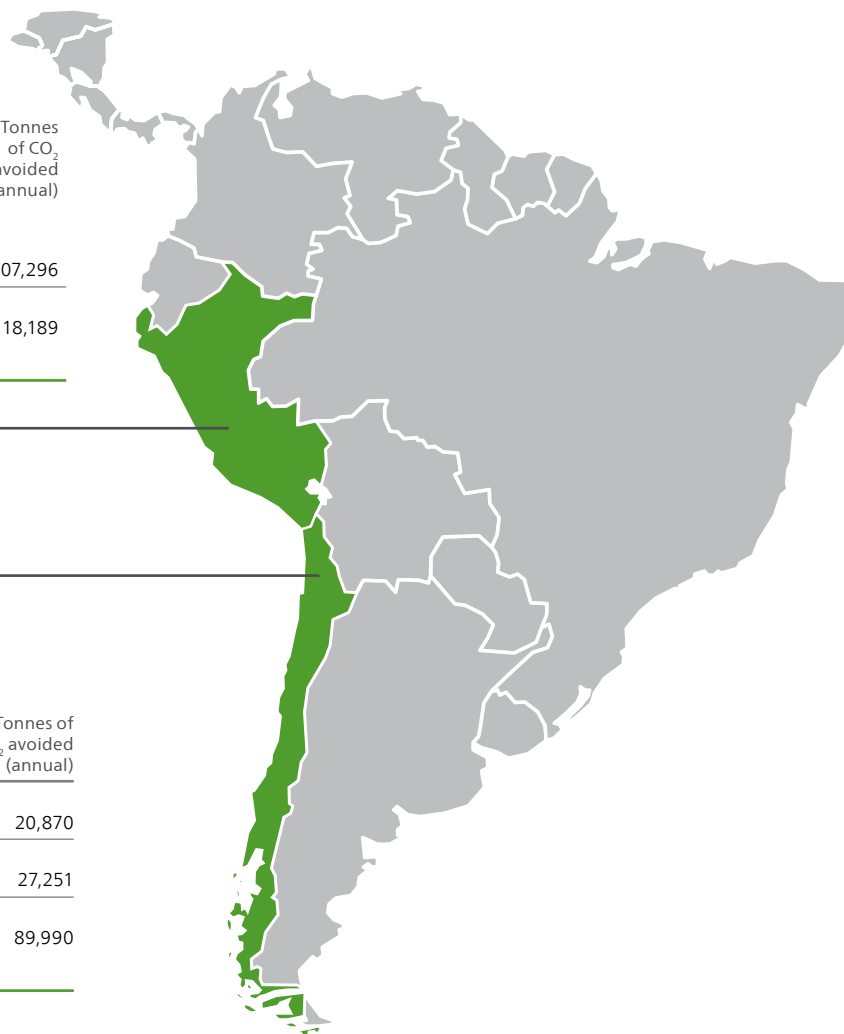 Tonnes
of CO₂
avoided
annual)
07,296
18,189
Tonnes of
₂ avoided
(annual)
20,870
27,251
89,990